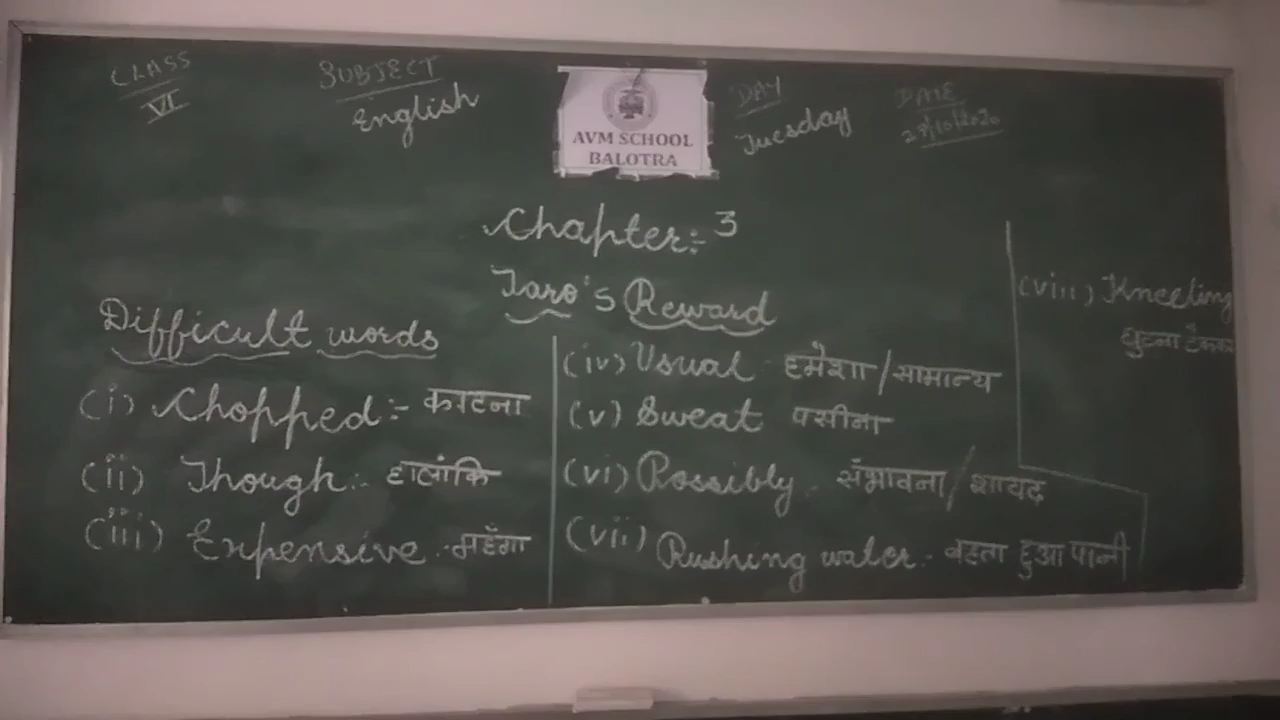 CLASS
VI
SUBJECT
English
AVM SCHOOL
BALOTRA
DAY
Tuesday
DATE
Chapter:- 3
Taro's Reward
Difficult words
(i) Chopped:- काटना
(ii) Though:- हालांकि
(iii) Expensive - महँगा
(iv) Usual - हमेशा/सामान्य
(v) Sweat पसीना
(vi) Possibly - संभावना/शायद
(vii) Rushing water - बहता हुआ पानी
(viii) Kneeling
घुटना टेककर